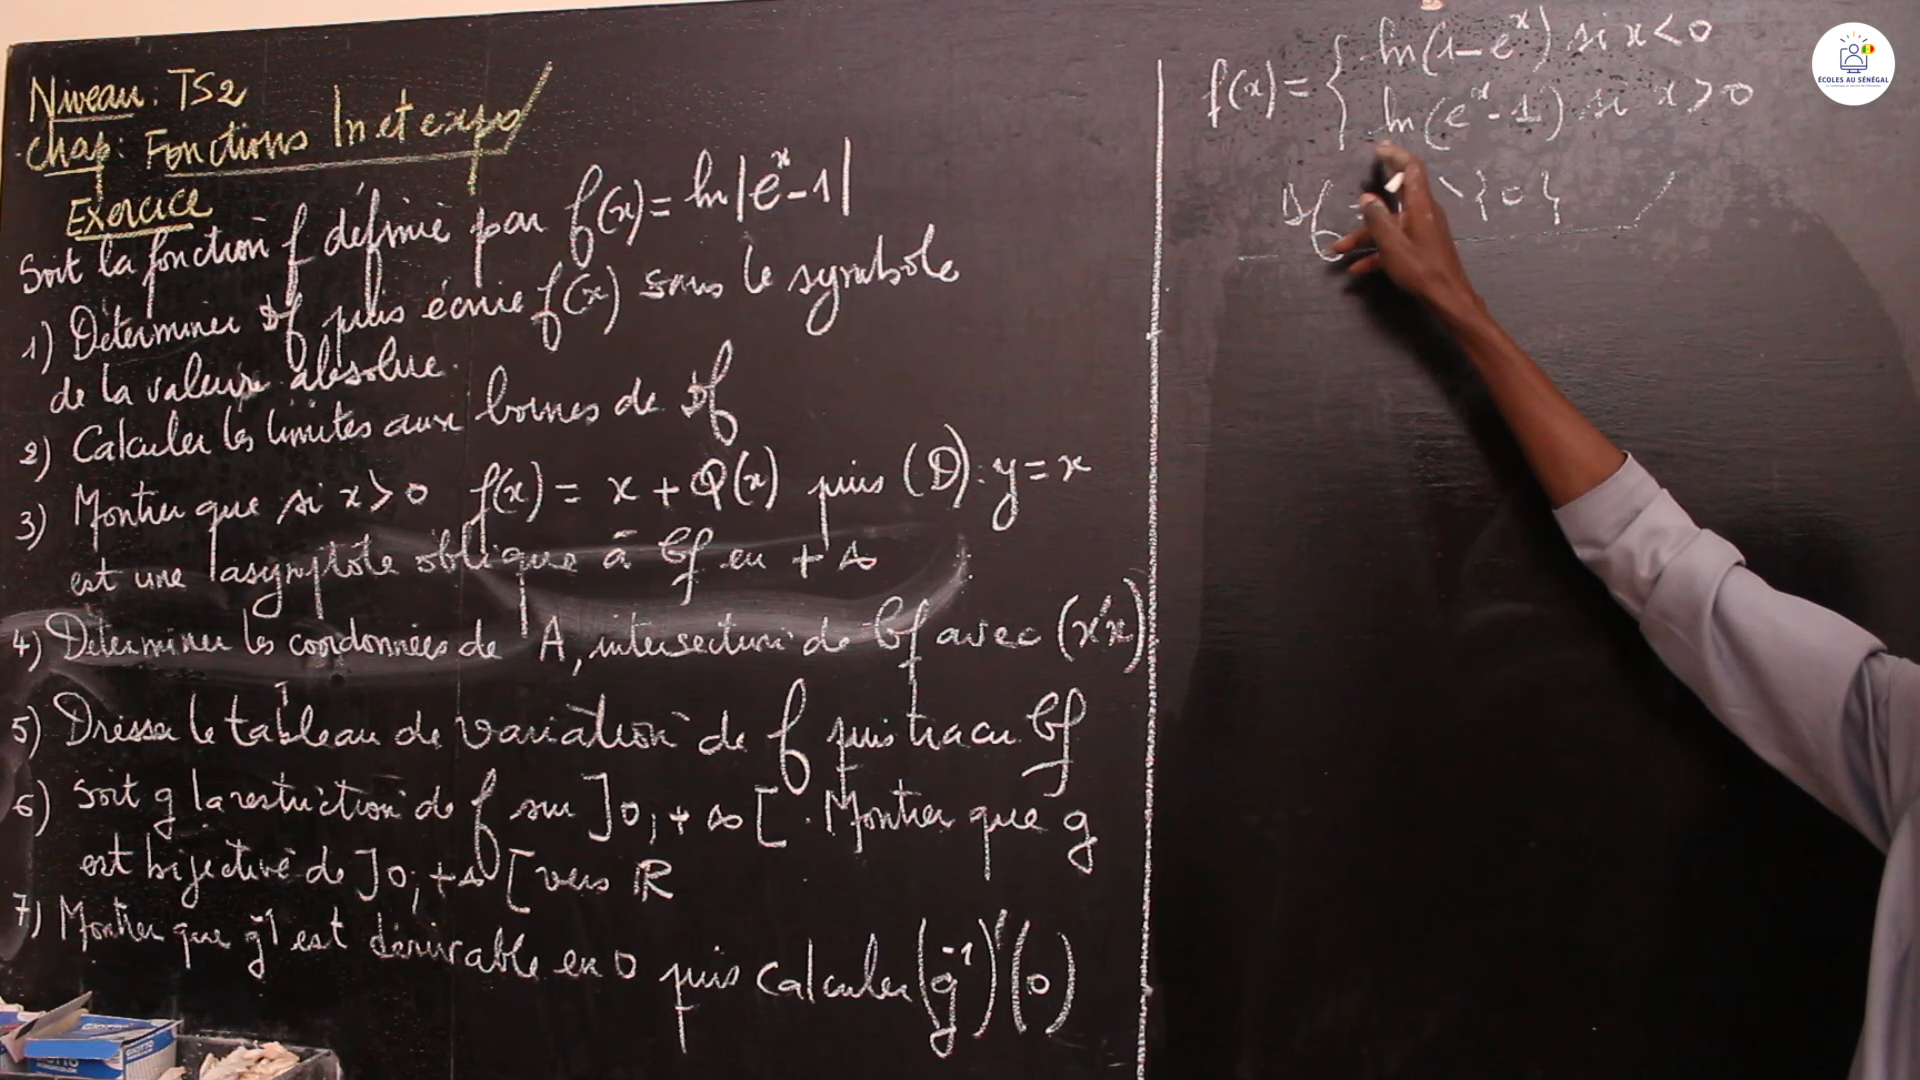 Niveau : TS2
Chap : Fonctions ln et expo
Exercice
Soit la fonction f définie par f(x) = ln|eˣ - 1|
1) Déterminer Df puis écrire f(x) sans le symbole
de la valeur absolue.
2) Calculer les limites aux bornes de Df
3) Montrer que si x > 0 f(x) = x + φ(x) puis (D) : y = x
est une asymptôte oblique à Cf en + ∞
4) Déterminer les coordonnées de A, intersection de Cf avec (x'x)
5) Dresser le tableau de variation de f puis tracer Cf
6) Soit g la restriction de f sur ]0 ; + ∞[. Montrer que g
est bijective de ]0 ; + ∞[ vers ℝ
7) Montrer que g⁻¹ est dérivable en 0 puis calculer (g⁻¹)'(0)
f(x) = { ln(1 - eˣ) si x < 0
ln(eˣ - 1) si x > 0
Df = \ {0}
ÉCOLES AU SÉNÉGAL